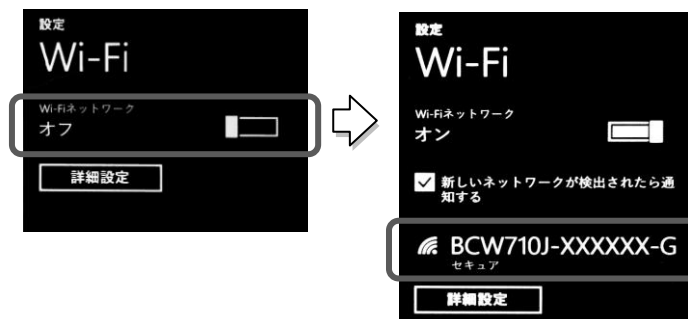 設定
Wi-Fi
Wi-Fiネットワーク
オフ
詳細設定
設定
Wi-Fi
Wi-Fiネットワーク
オン
新しいネットワークが検出されたら通
知する
BCW710J-XXXXXX-G
セキュア
詳細設定